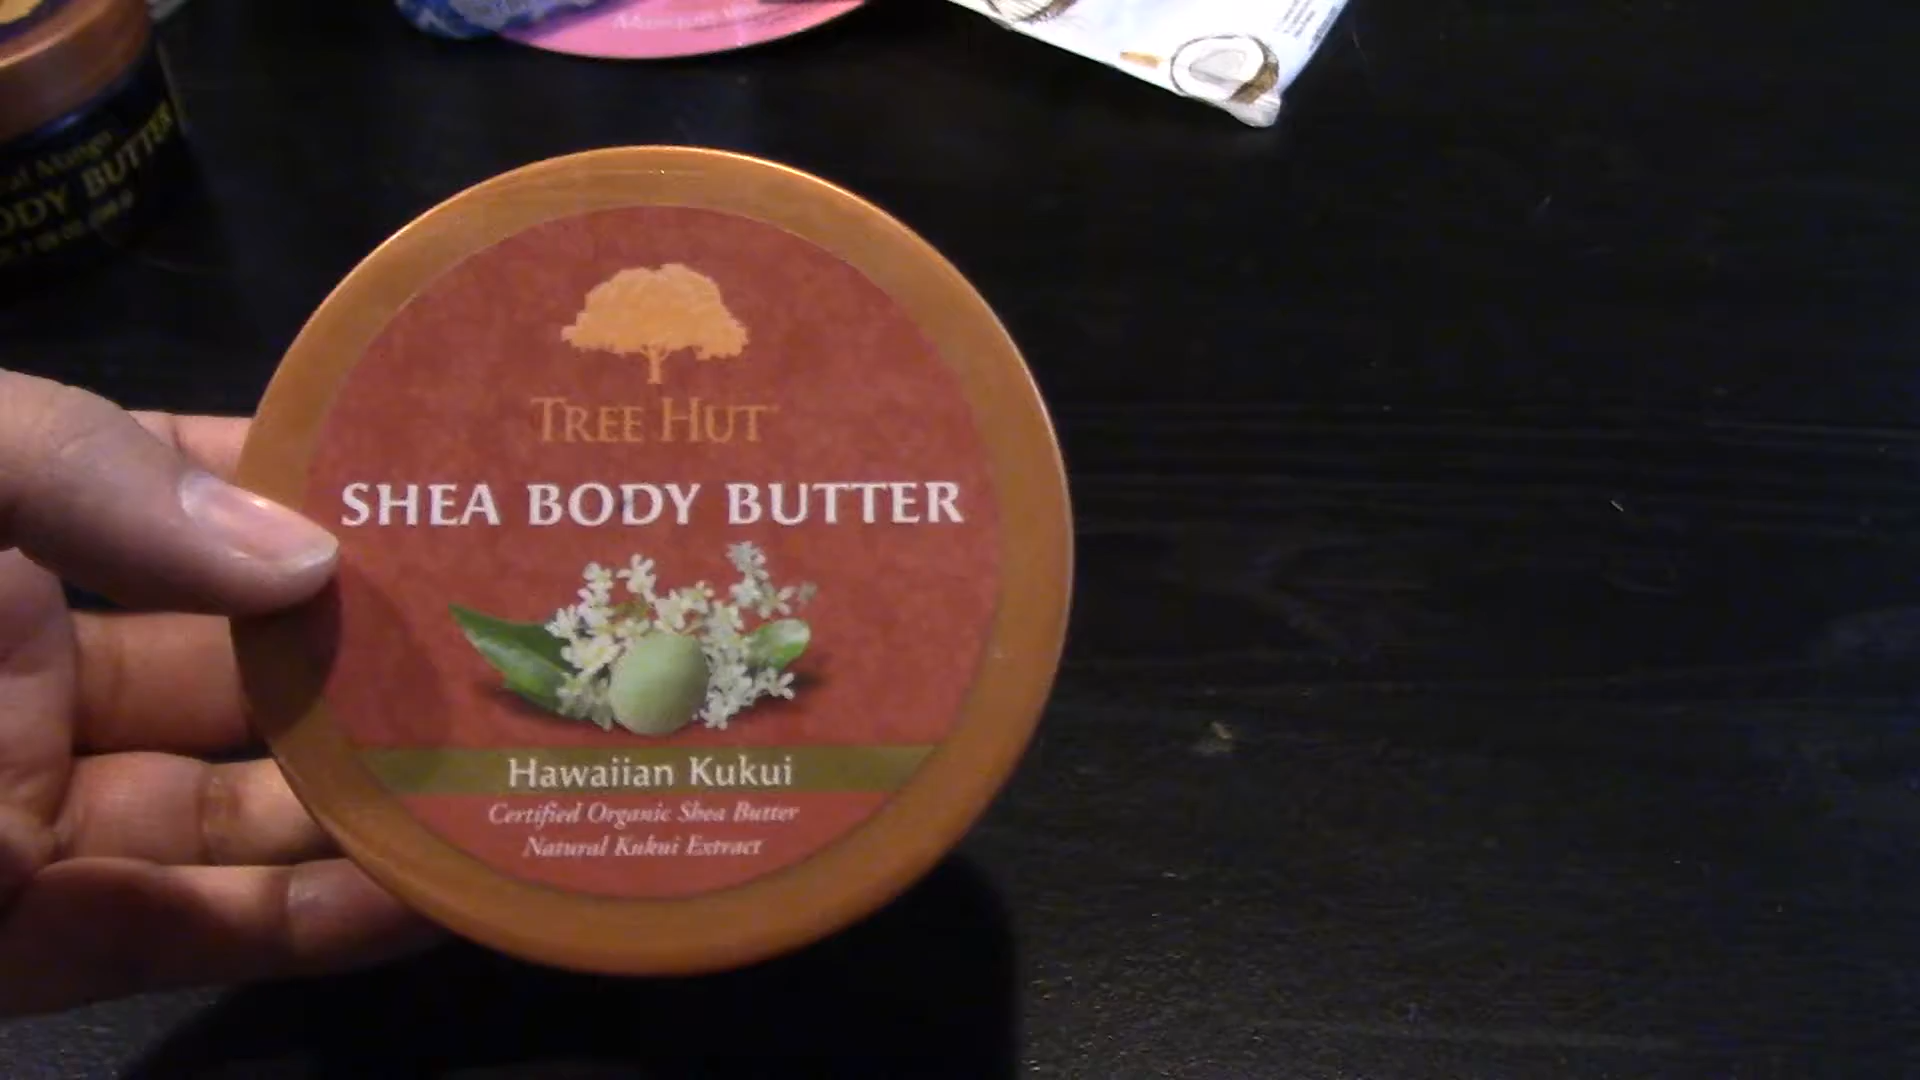 BODY BUTTER
TREE HUT
SHEA BODY BUTTER
Hawaiian Kukui
Certified Organic Shea Butter
Natural Kukui Extract